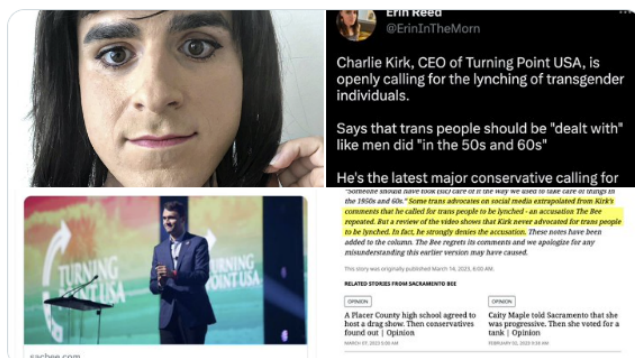 Erin Reed
@ErinInTheMorn
Charlie Kirk, CEO of Turning Point USA, is
openly calling for the lynching of transgender
individuals.
Says that trans people should be "dealt with"
like men did "in the 50s and 60s"
He's the latest major conservative calling for
TURNING
POINT USA
TURNING
POINT USA
sacbee.com
"Someone should have took [sic] care of it the way we used to take care of things in
the 1950s and 60s." Some trans advocates on social media extrapolated from Kirk's
comments that he called for trans people to be lynched - an accusation The Bee
repeated. But a review of the video shows that Kirk never advocated for trans people
to be lynched. In fact, he strongly denies the accusation. These notes have been
added to the column. The Bee regrets its comments and we apologize for any
misunderstanding this earlier version may have caused.
This story was originally published March 14, 2023, 6:00 AM.
RELATED STORIES FROM SACRAMENTO BEE
OPINION
A Placer County high school agreed to
host a drag show. Then conservatives
found out | Opinion
OPINION
Caity Maple told Sacramento that she
was progressive. Then she voted for a
tank | Opinion